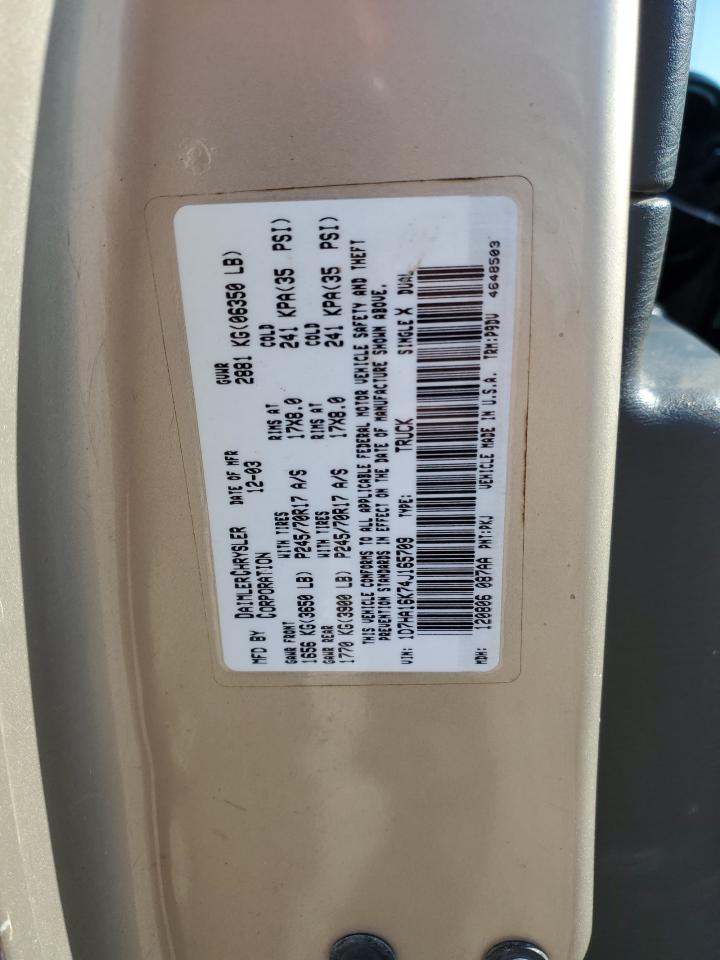 MFD BY DAIMLERCHRYSLER CORPORATION DATE OF MFR 12-03 GVWR 2881 KG(06350 LB)
GAWR FRONT WITH TIRES RIMS AT COLD
1656 KG(3650 LB) P245/70R17 A/S 17X8.0 241 KPA(35 PSI)
GAWR REAR WITH TIRES RIMS AT COLD
1770 KG(3900 LB) P245/70R17 A/S 17X8.0 241 KPA(35 PSI)
THIS VEHICLE CONFORMS TO ALL APPLICABLE FEDERAL MOTOR VEHICLE SAFETY AND THEFT
PREVENTION STANDARDS IN EFFECT ON THE DATE OF MANUFACTURE SHOWN ABOVE.
VIN: 1D7HA16K74J165709 TYPE: TRUCK SINGLE X DUAL
MDH: 120806 087AA PNT:PKJ VEHICLE MADE IN U.S.A. TRM:P9DV 4648503